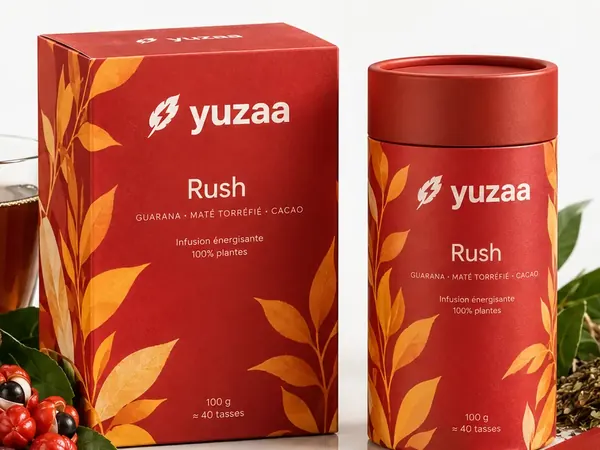 yuzaa
Rush
GUARANA • MATÉ TORRÉFIÉ • CACAO
Infusion énergisante
100% plantes
100 g
≈ 40 tasses
yuzaa
Rush
GUARANA • MATÉ TORRÉFIÉ • CACAO
Infusion énergisante
100% plantes
100 g
≈ 40 tasses